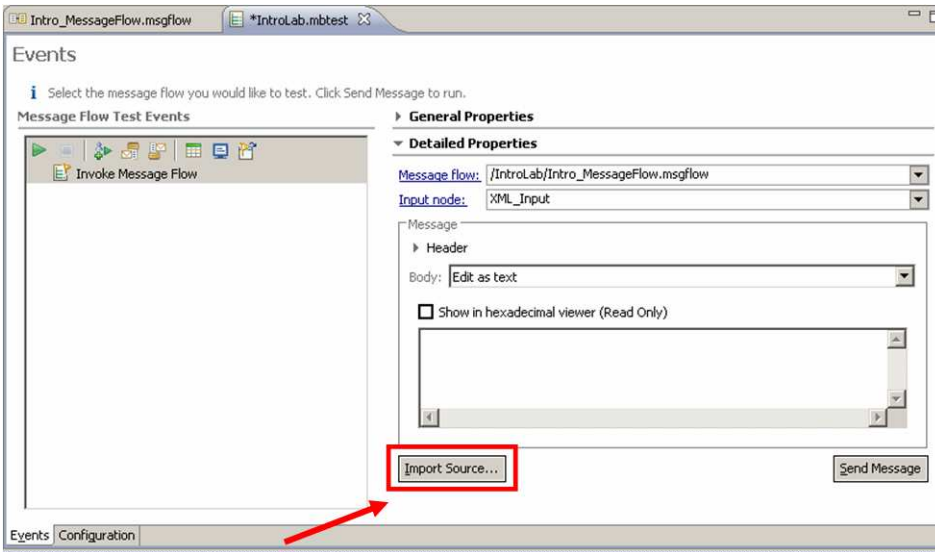 Intro_MessageFlow.msgflow
*IntroLab.mbtest
Events
Select the message flow you would like to test. Click Send Message to run.
Message Flow Test Events
Invoke Message Flow
General Properties
Detailed Properties
Message flow: /IntroLab/Intro_MessageFlow.msgflow
Input node: XML_Input
Message
Header
Body: Edit as text
Show in hexadecimal viewer (Read Only)
Import Source...
Send Message
Events
Configuration